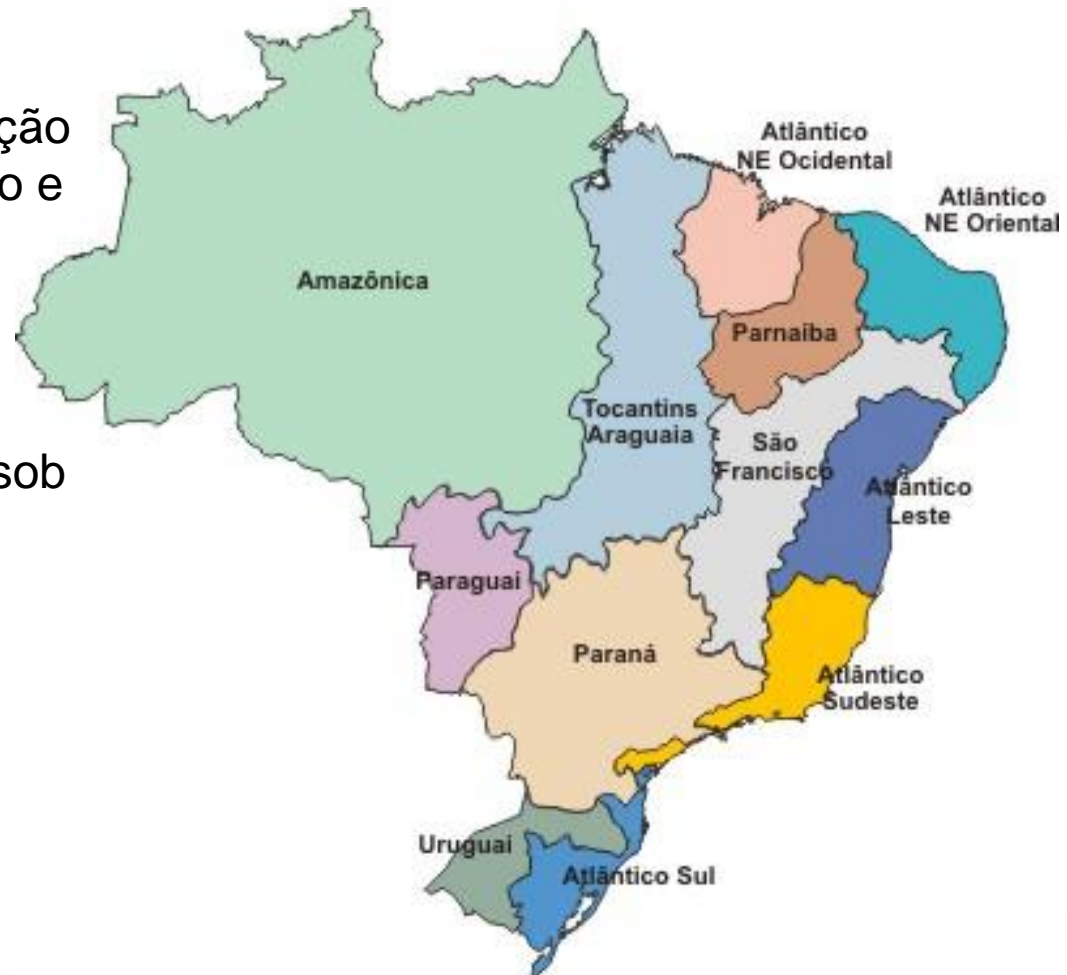 ção
o e
sob
Atlântico
NE Ocidental
Atlântico
NE Oriental
Amazônica
Parnaíba
Tocantins
Araguaia
São
Francisco
Atlântico
Leste
Paraguai
Paraná
Atlântico
Sudeste
Uruguai
Atlântico Sul